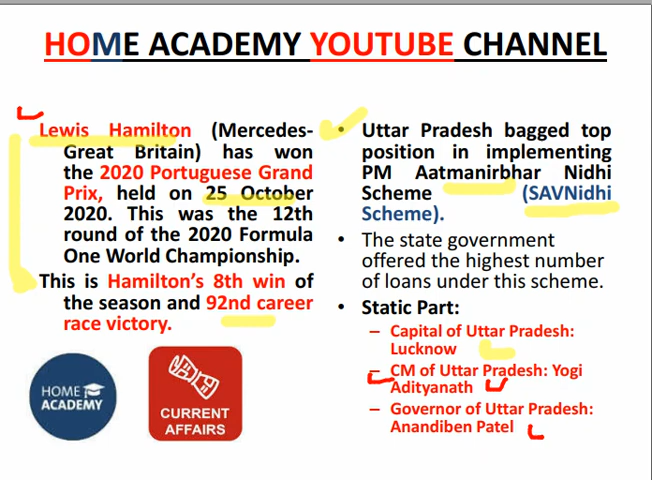 HOME ACADEMY YOUTUBE CHANNEL
Lewis Hamilton (Mercedes-
Great Britain) has won
the 2020 Portuguese Grand
Prix, held on 25 October
2020. This was the 12th
round of the 2020 Formula
One World Championship.
This is Hamilton's 8th win of
the season and 92nd career
race victory.
HOME
ACADEMY
CURRENT
AFFAIRS
• Uttar Pradesh bagged top
position in implementing
PM Aatmanirbhar Nidhi
Scheme (SAVNidhi
Scheme).
• The state government
offered the highest number
of loans under this scheme.
• Static Part:
– Capital of Uttar Pradesh:
Lucknow
– CM of Uttar Pradesh: Yogi
Adityanath
– Governor of Uttar Pradesh:
Anandiben Patel